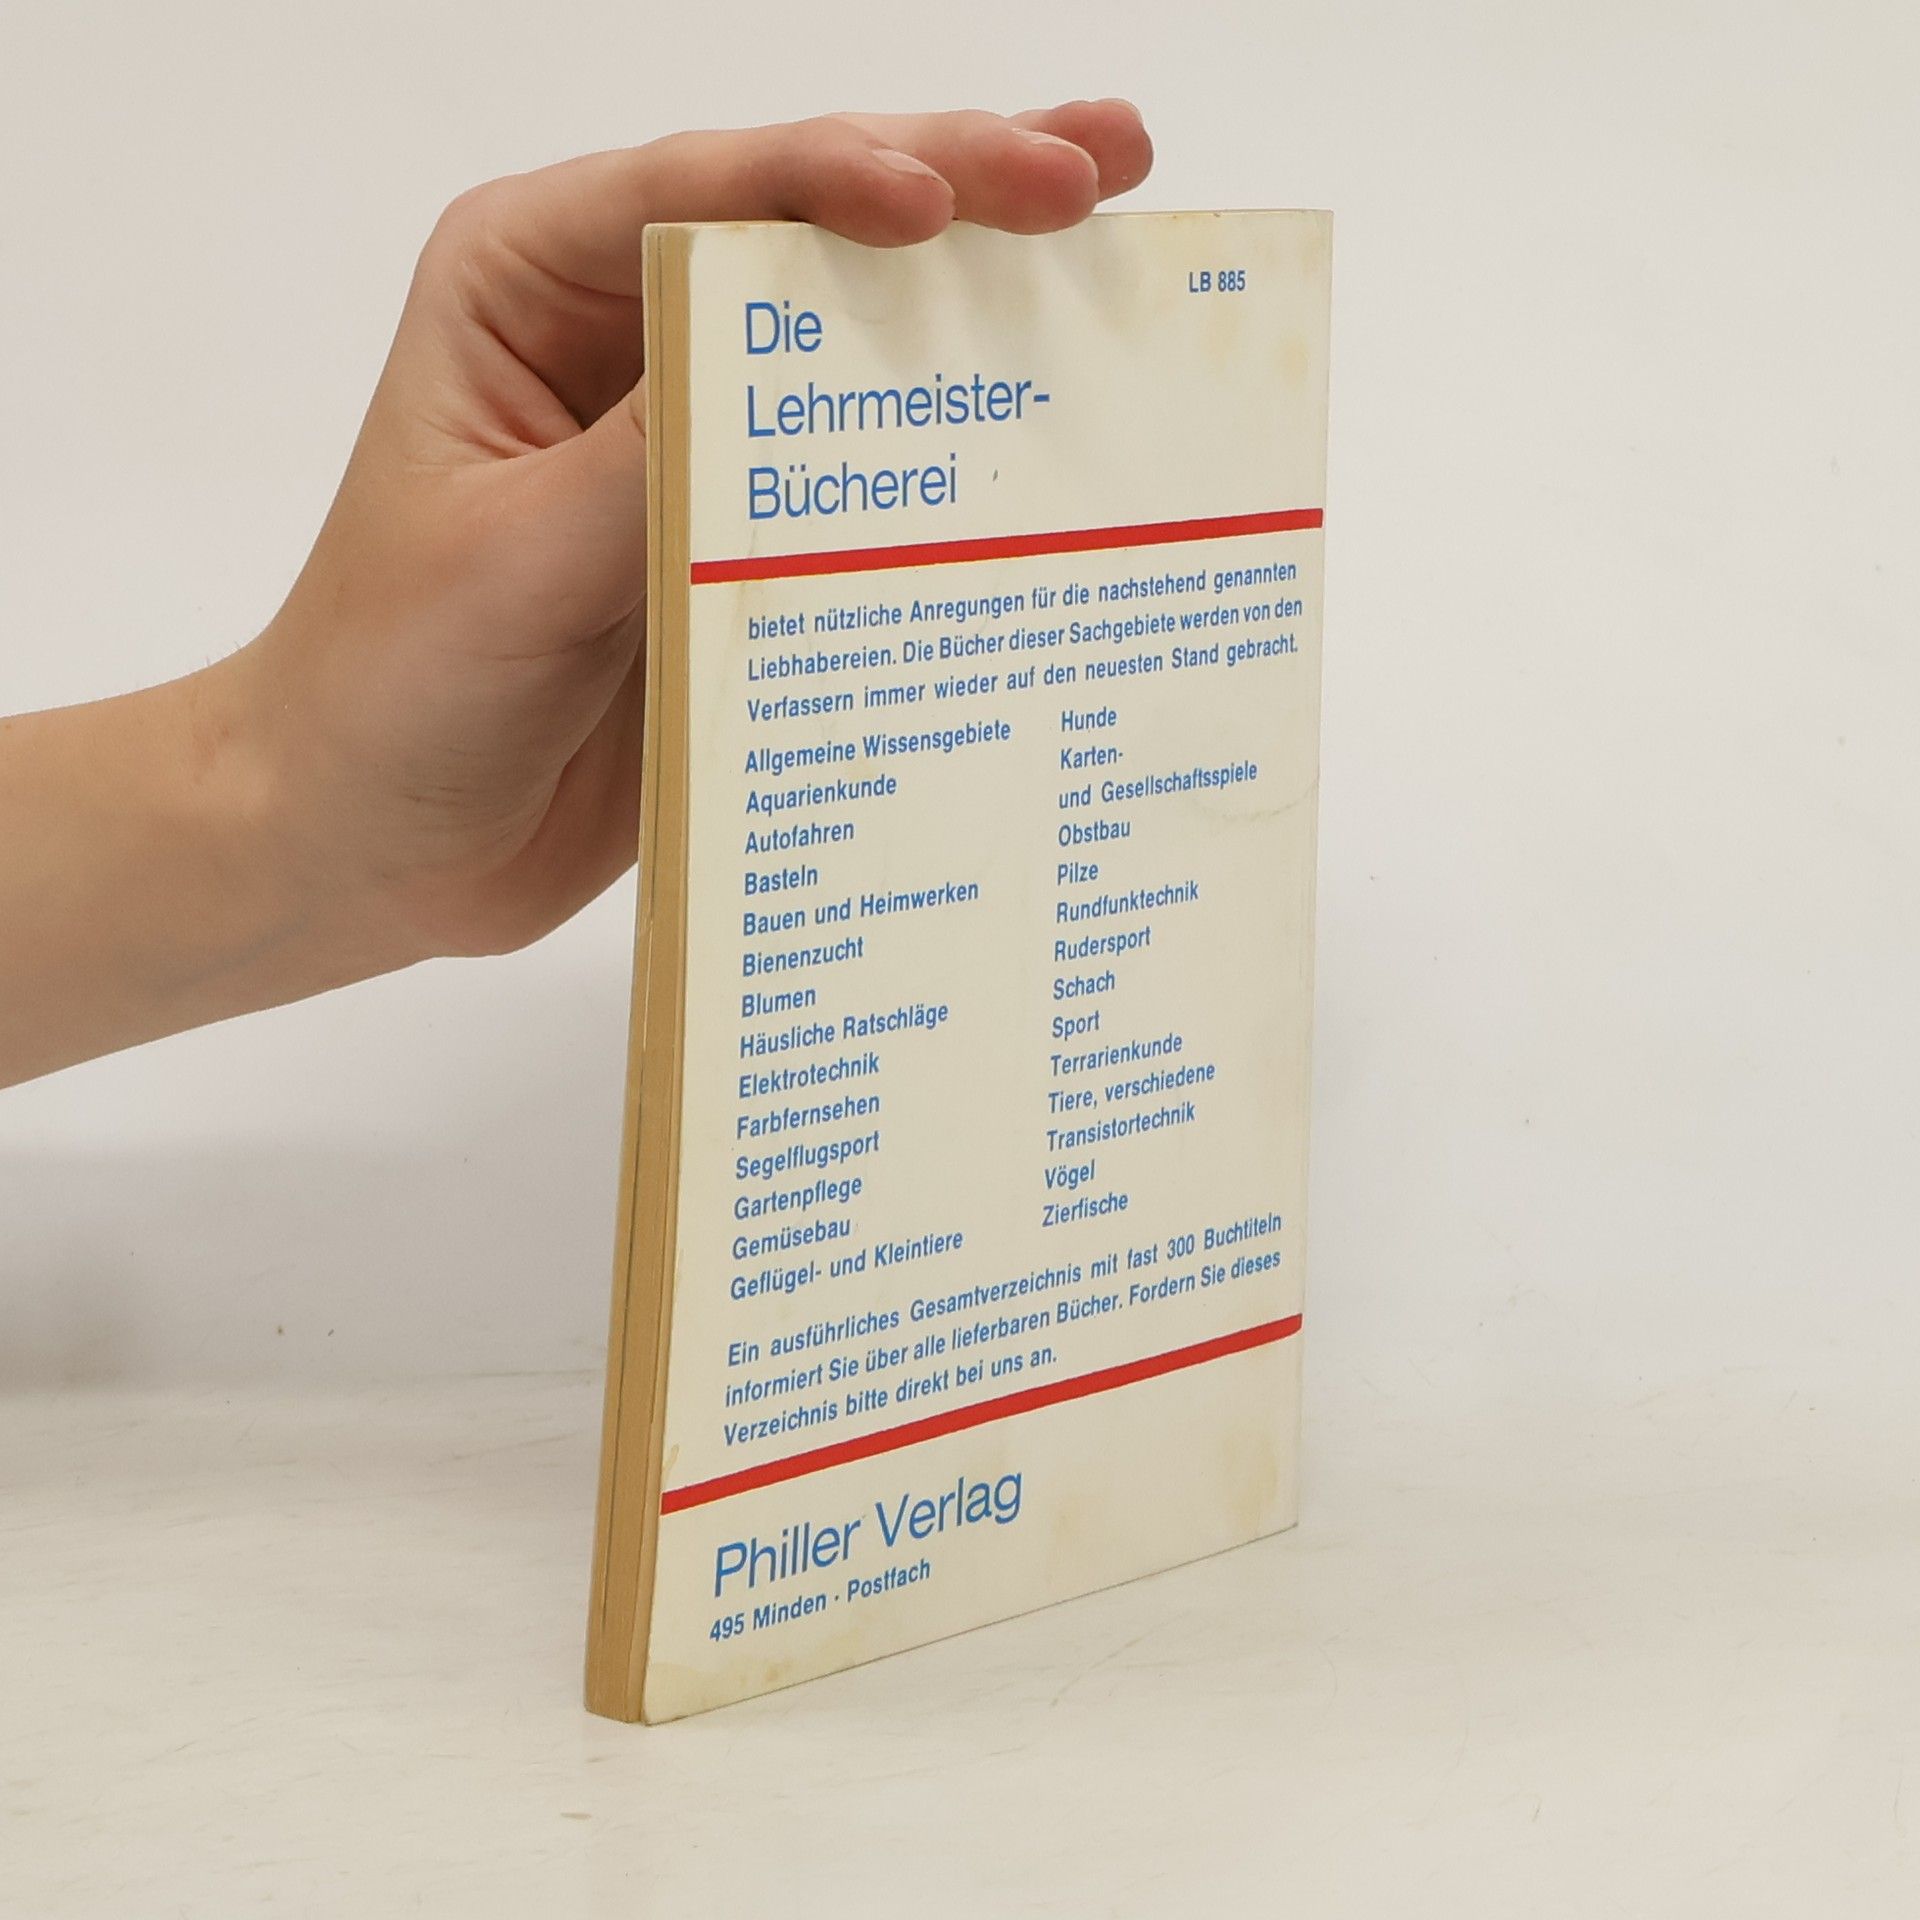 LB 885
Die
Lehrmeister-
Bücherei
bietet nützliche Anregungen für die nachstehend genannten
Liebhabereien. Die Bücher dieser Sachgebiete werden von den
Verfassern immer wieder auf den neuesten Stand gebracht.
Allgemeine Wissensgebiete
Aquarienkunde
Autofahren
Basteln
Bauen und Heimwerken
Bienenzucht
Blumen
Häusliche Ratschläge
Elektrotechnik
Farbfernsehen
Segelflugsport
Gartenpflege
Gemüsebau
Geflügel- und Kleintiere
Hunde
Karten-
und Gesellschaftsspiele
Obstbau
Pilze
Rundfunktechnik
Rudersport
Schach
Sport
Terrarienkunde
Tiere, verschiedene
Transistortechnik
Vögel
Zierfische
Ein ausführliches Gesamtverzeichnis mit fast 300 Buchtiteln
informiert Sie über alle lieferbaren Bücher. Fordern Sie dieses
Verzeichnis bitte direkt bei uns an.
Philler Verlag
495 Minden · Postfach